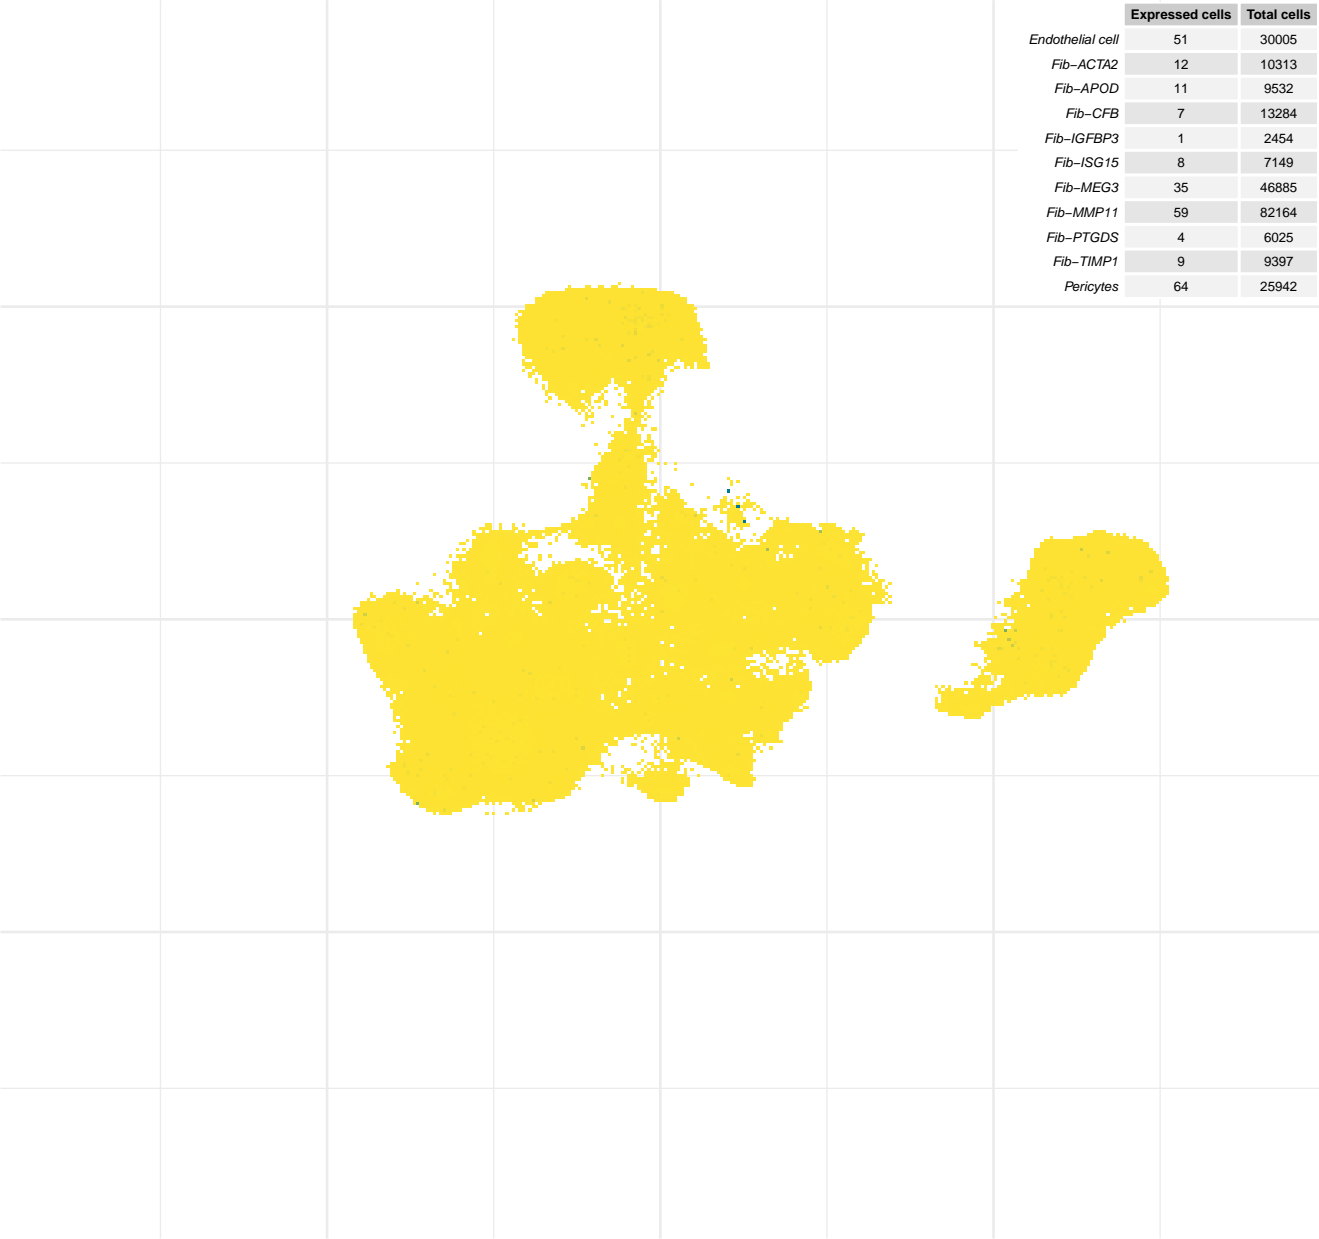 Expressed cells Total cells
Endothelial cell 51 30005
Fib−ACTA2 12 10313
Fib−APOD 11 9532
Fib−CFB 7 13284
Fib−IGFBP3 1 2454
Fib−ISG15 8 7149
Fib−MEG3 35 46885
Fib−MMP11 59 82164
Fib−PTGDS 4 6025
Fib−TIMP1 9 9397
Pericytes 64 25942